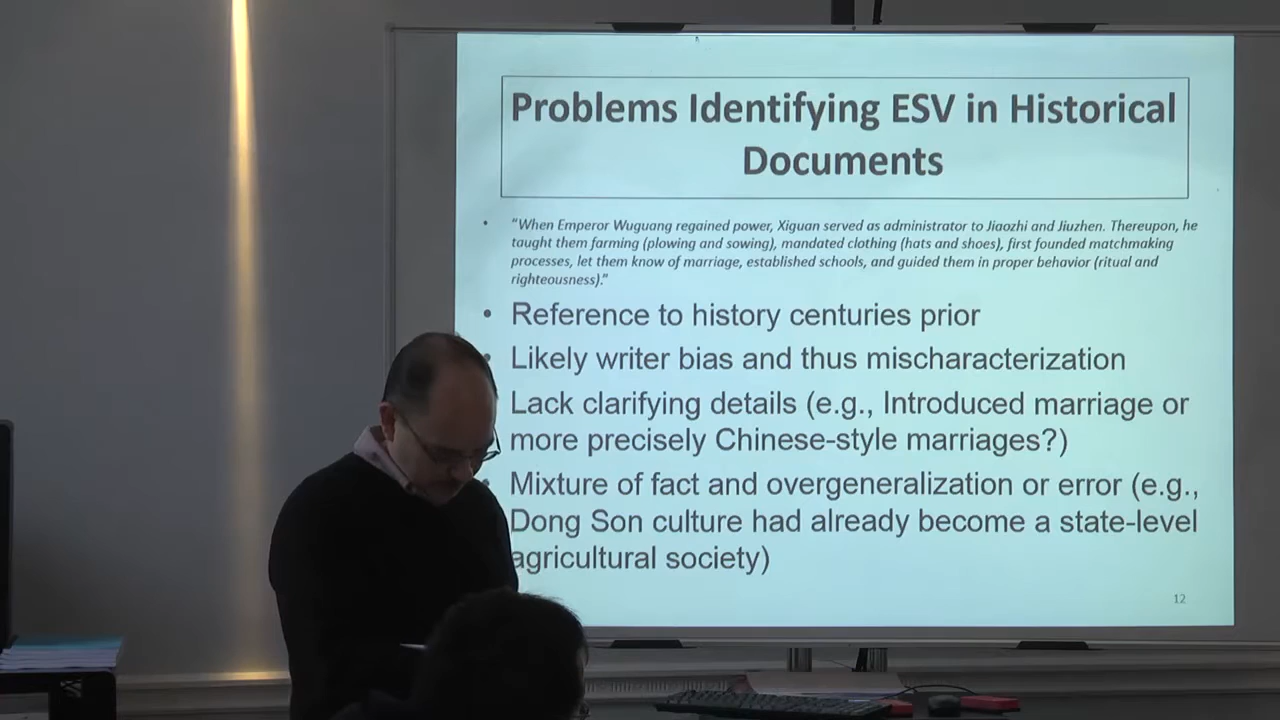 Problems Identifying ESV in Historical
Documents
• "When Emperor Wuguang regained power, Xiguan served as administrator to Jiaozhi and Jiuzhen. Thereupon, he
taught them farming (plowing and sowing), mandated clothing (hats and shoes), first founded matchmaking
processes, let them know of marriage, established schools, and guided them in proper behavior (ritual and
righteousness)."
• Reference to history centuries prior
• Likely writer bias and thus mischaracterization
Lack clarifying details (e.g., Introduced marriage or
more precisely Chinese-style marriages?)
• Mixture of fact and overgeneralization or error (e.g.,
Dong Son culture had already become a state-level
agricultural society)
12